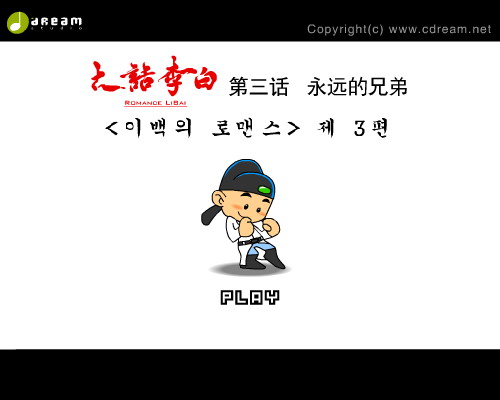 dream
studio
Copyright(c) www.cdream.net
大話李白 第三话 永远的兄弟
ROMANCE LISAI
<이백의 로맨스> 제 3편
PLAY